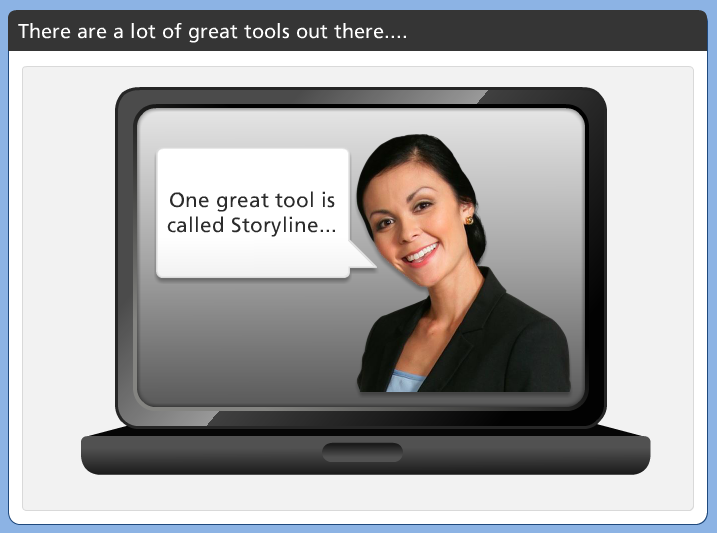 There are a lot of great tools out there....
One great tool is
called Storyline...